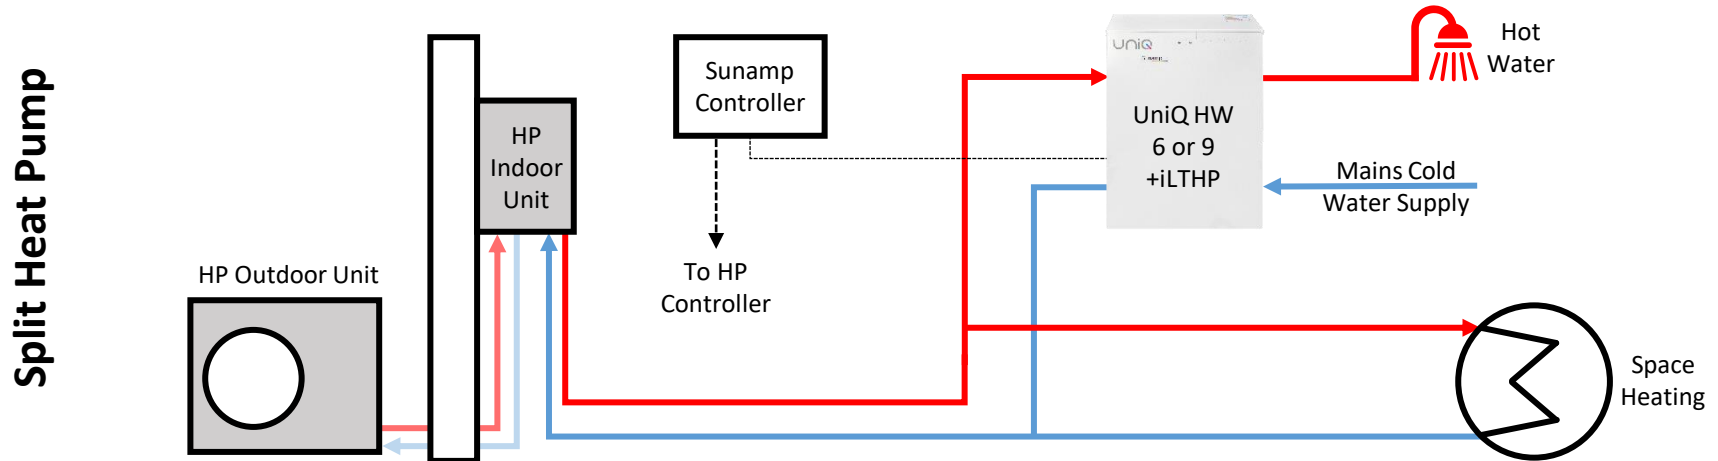 Split Heat Pump
HP Outdoor Unit
HP
Indoor
Unit
Sunamp
Controller
To HP
Controller
UniQ
sunamp
UniQ HW
6 or 9
+iLTHP
Hot
Water
Mains Cold
Water Supply
Space
Heating